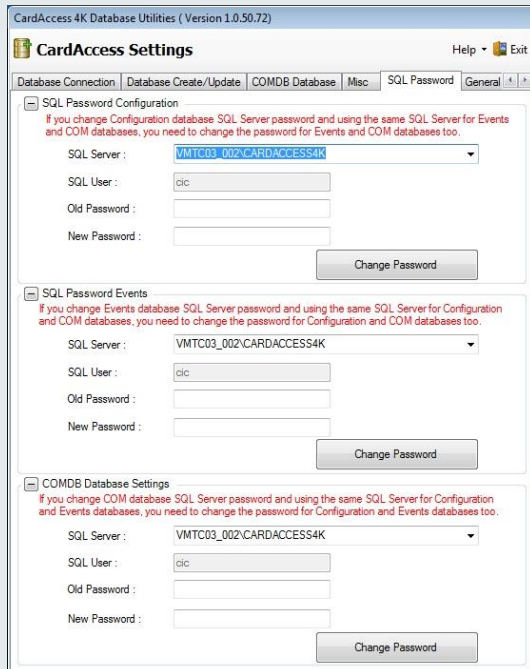 CardAccess 4K Database Utilities ( Version 1.0.50.72)
CardAccess Settings
Help
Exit
Database Connection
Database Create/Update
COMDB Database
Misc
SQL Password
General
SQL Password Configuration
If you change Configuration database SQL Server password and using the same SQL Server for Events
and COM databases, you need to change the password for Events and COM databases too.
SQL Server :
VMTC03_002\CARDACCESS4K
SQL User :
cic
Old Password :
New Password :
Change Password
SQL Password Events
If you change Events database SQL Server password and using the same SQL Server for Configuration
and COM databases, you need to change the password for Configuration and COM databases too.
SQL Server :
VMTC03_002\CARDACCESS4K
SQL User :
cic
Old Password :
New Password :
Change Password
COMDB Database Settings
If you change COM database SQL Server password and using the same SQL Server for Configuration
and Events databases, you need to change the password for Configuration and Events databases too.
SQL Server :
VMTC03_002\CARDACCESS4K
SQL User :
cic
Old Password :
New Password :
Change Password